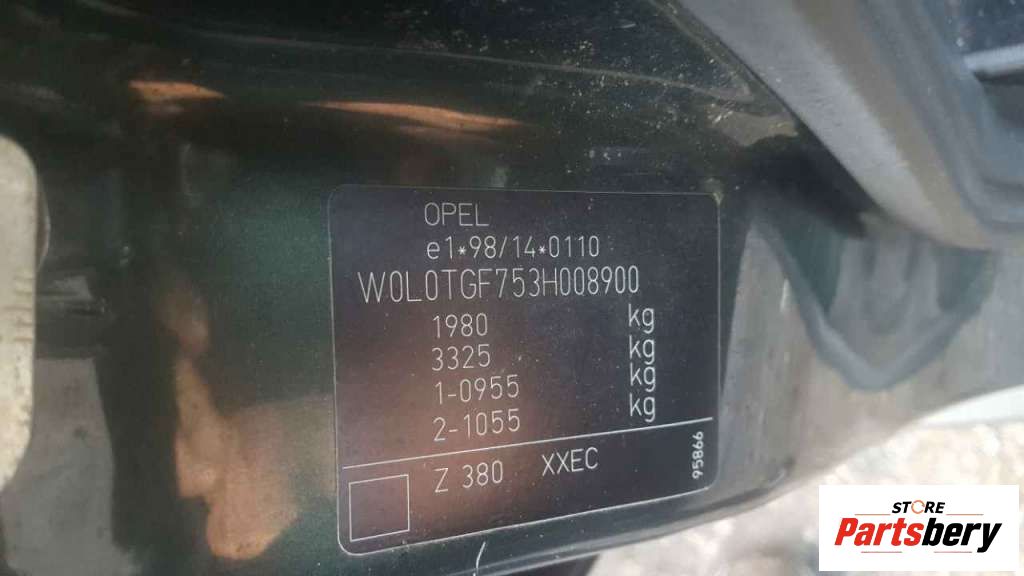 OPEL
e1*98/14*0110
W0L0TGF753H008900
1980 kg
3325 kg
1-0955 kg
2-1055 kg
Z 380 XXEC
95866
STORE
Partsbery